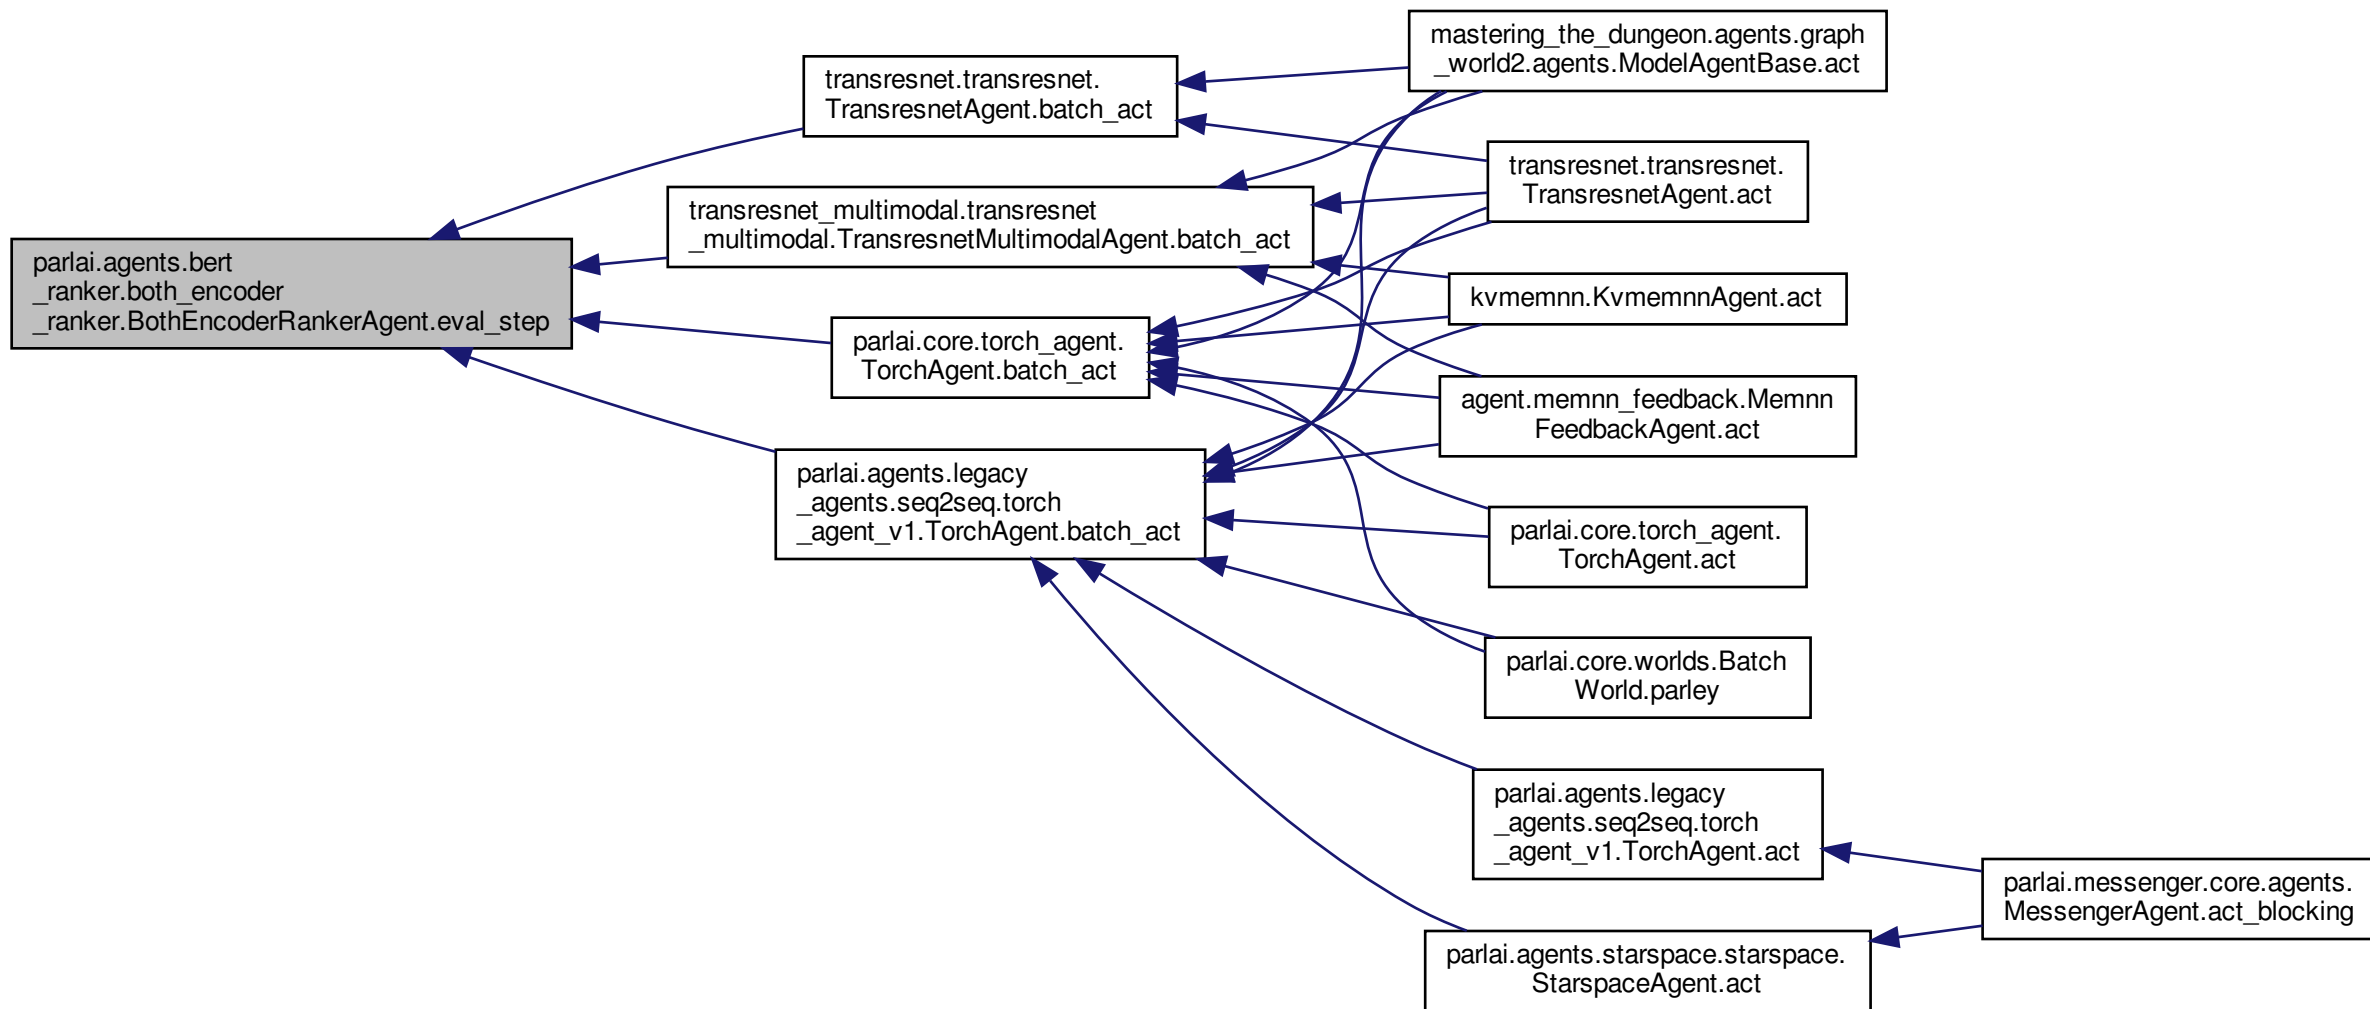 parlai.agents.bert
_ranker.both_encoder
_ranker.BothEncoderRankerAgent.eval_step
transresnet.transresnet.
TransresnetAgent.batch_act
transresnet_multimodal.transresnet
_multimodal.TransresnetMultimodalAgent.batch_act
parlai.core.torch_agent.
TorchAgent.batch_act
parlai.agents.legacy
_agents.seq2seq.torch
_agent_v1.TorchAgent.batch_act
mastering_the_dungeon.agents.graph
_world2.agents.ModelAgentBase.act
transresnet.transresnet.
TransresnetAgent.act
kvmemnn.KvmemnnAgent.act
agent.memnn_feedback.Memnn
FeedbackAgent.act
parlai.core.torch_agent.
TorchAgent.act
parlai.core.worlds.Batch
World.parley
parlai.agents.legacy
_agents.seq2seq.torch
_agent_v1.TorchAgent.act
parlai.agents.starspace.starspace.
StarspaceAgent.act
parlai.messenger.core.agents.
MessengerAgent.act_blocking